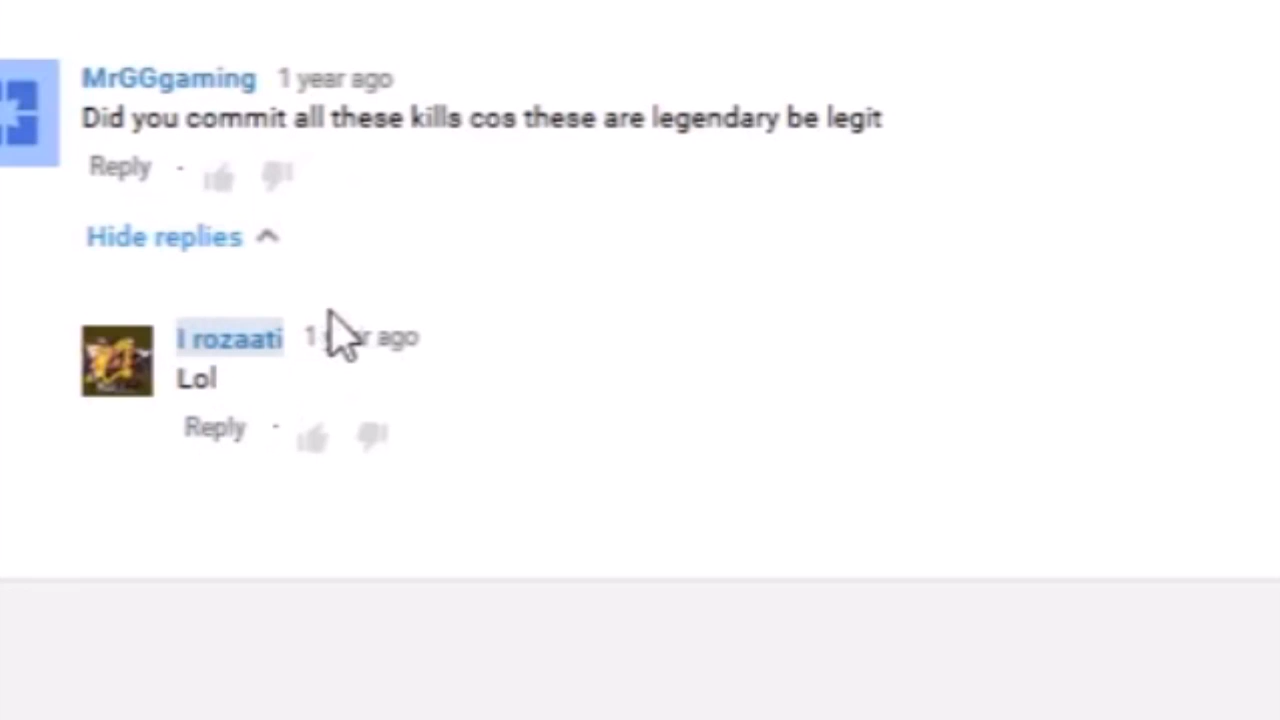 MrGGgaming 1 year ago
Did you commit all these kills cos these are legendary be legit
Reply ·
Hide replies
I rozaati 1 ago
Lol
Reply ·